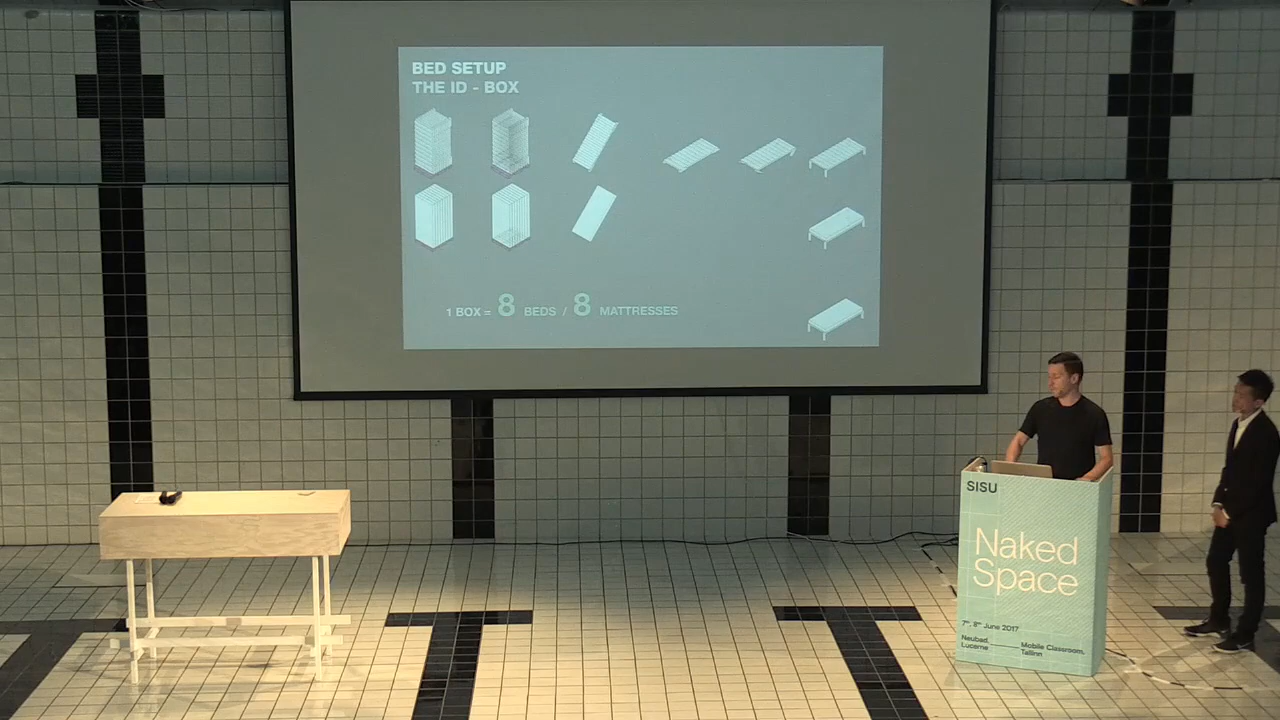 BED SETUP
THE ID - BOX
1 BOX = 8 BEDS / 8 MATTRESSES
SISU
Naked
Space
7th, 8th June 2017
Neubad, Mobile Classroom,
Lucerne Tallinn